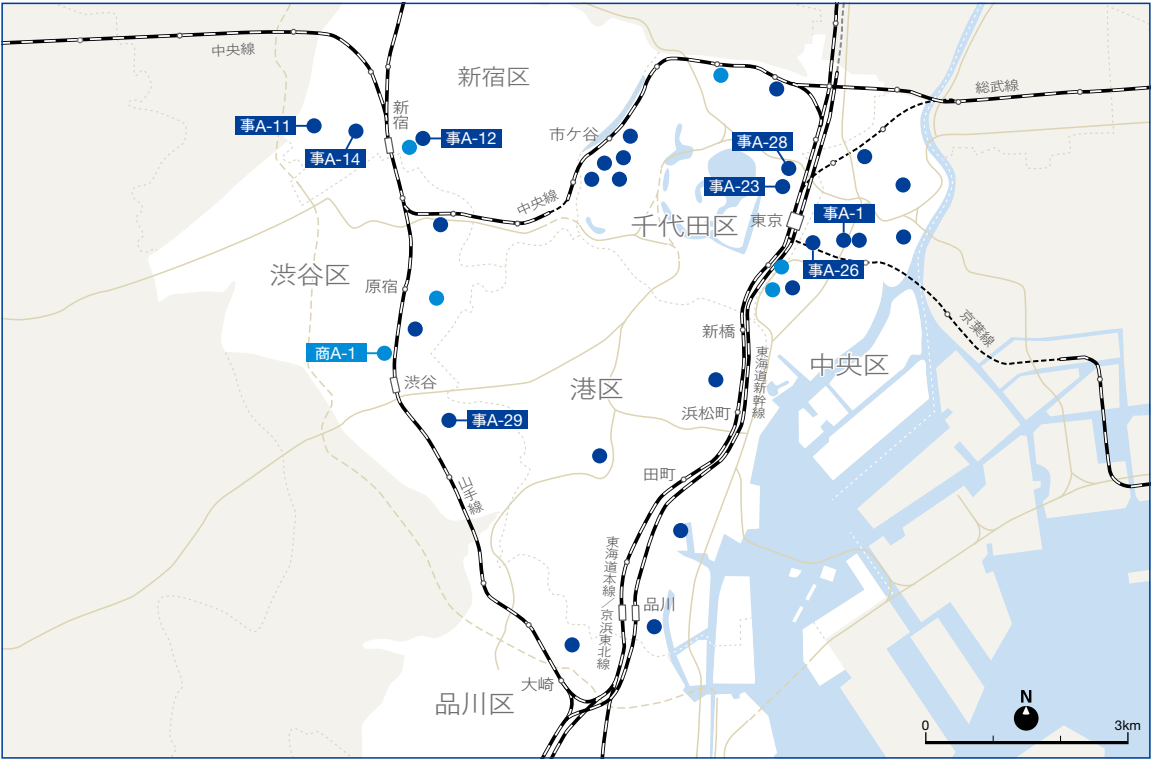 中央線
新宿区
総武線
新宿
事A-11
事A-14
事A-12
市ケ谷
事A-28
事A-23
中央線
千代田区
東京
事A-1
事A-26
渋谷区
原宿
新橋
京葉線
商A-1
渋谷
港区
東海道新幹線
中央区
浜松町
事A-29
田町
山手線
東海道本線／京浜東北線
品川
大崎
品川区
N
0
3km